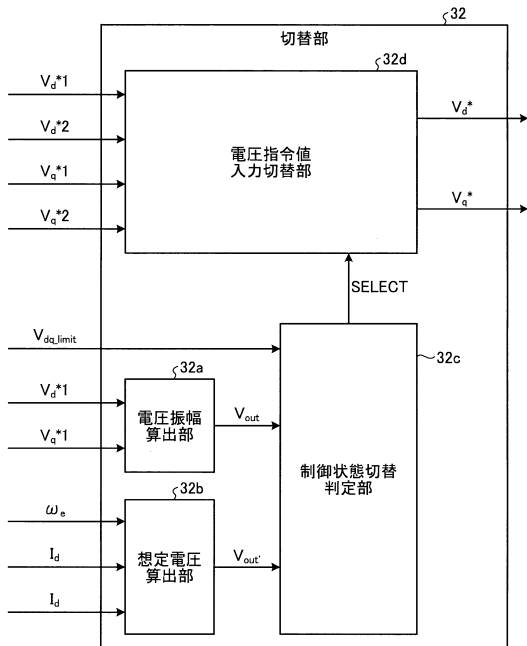 32
切替部
32d
Vd*1
Vd*2
Vq*1
Vq*2
電圧指令値
入力切替部
Vd*
Vq*
SELECT
Vdq_limit
32c
32a
Vd*1
Vq*1
電圧振幅
算出部
Vout
制御状態切替
判定部
32b
ωe
Id
Id
想定電圧
算出部
Vout'